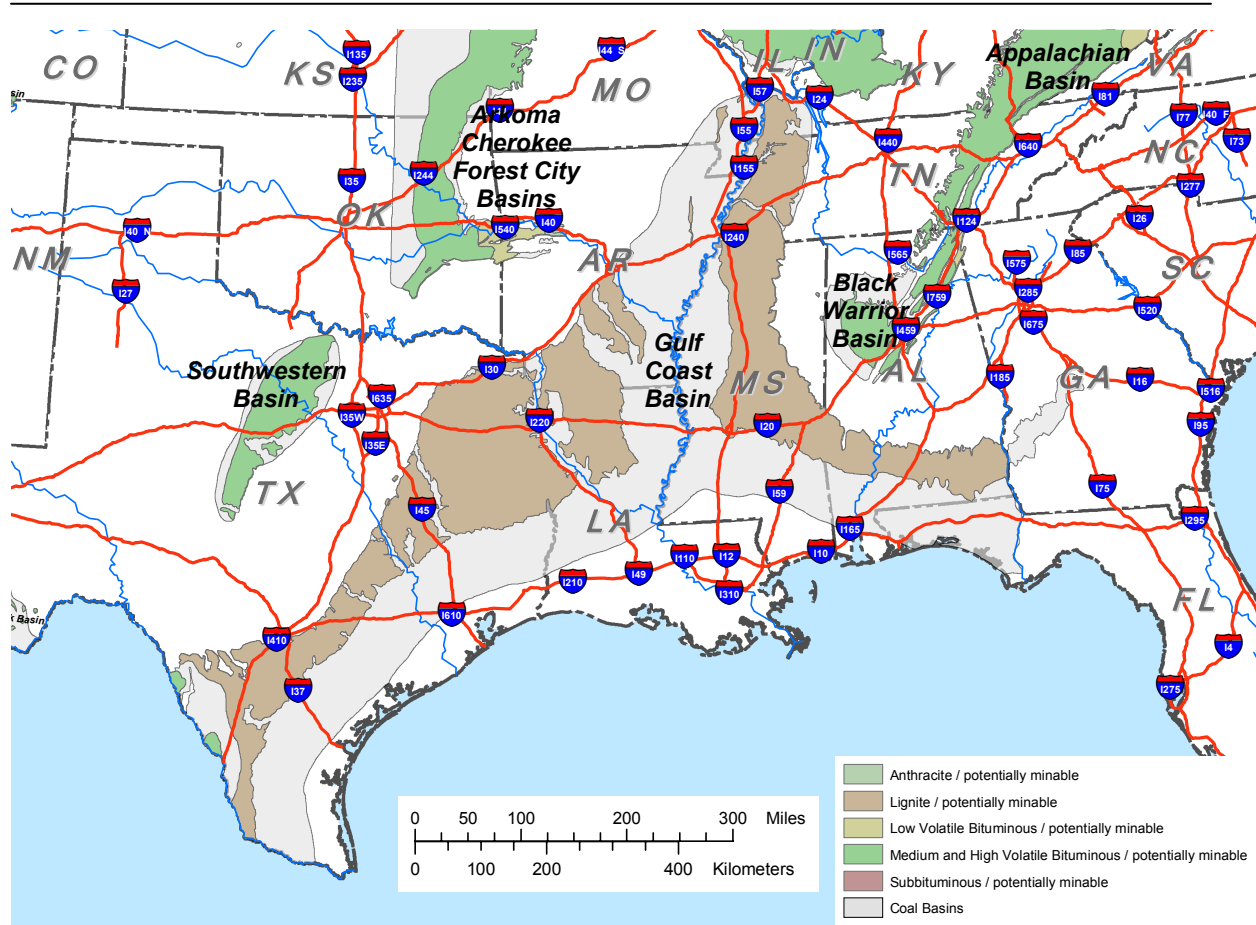 CO
KS
MO
IL
IN
KY
VA
Appalachian
Basin
I135
I235
I44 S
I57
I24
I81
I77
I40 E
I73
Arkoma
Cherokee
Forest City
Basins
I55
I155
I440
I640
NC
I277
I35
I244
TN
I124
I26
OK
I40 N
I540
I40
I240
NM
AR
I565
I575
I85
SC
I27
I285
Black
Warrior
Basin
I759
I520
I459
I675
Gulf
Coast
Basin
Southwestern
Basin
I30
MS
AL
I185
GA
I16
I516
I635
I35W
I220
I20
I95
I35E
TX
I45
I59
I75
LA
I165
I295
I110
I12
I10
I49
I210
I310
FL
k Basin
I610
I410
I4
I37
I275
0 50 100 200 300 Miles
0 100 200 400 Kilometers
Anthracite / potentially minable
Lignite / potentially minable
Low Volatile Bituminous / potentially minable
Medium and High Volatile Bituminous / potentially minable
Subbituminous / potentially minable
Coal Basins